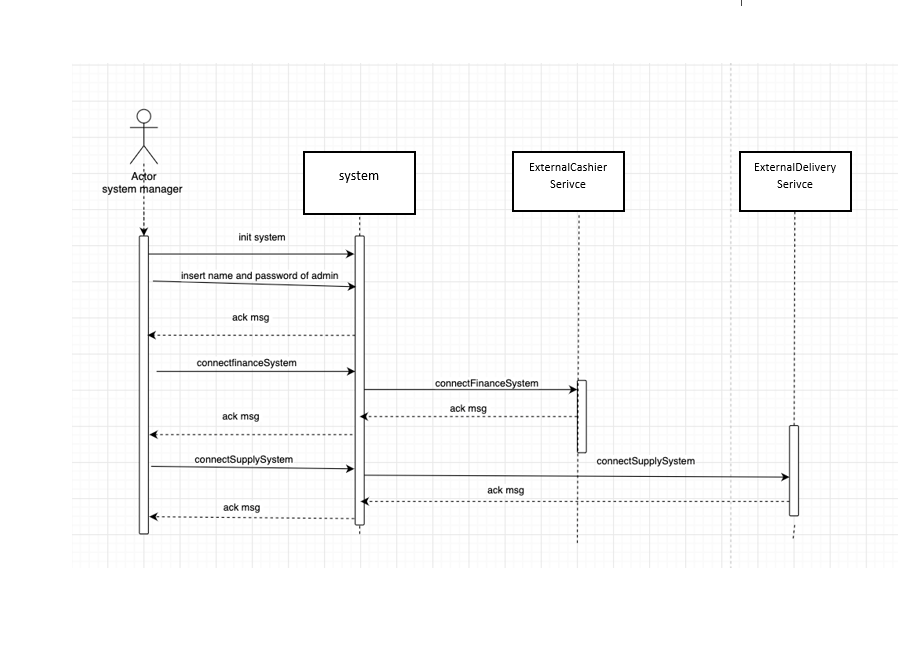 Actor
system manager
system
ExternalCashier
Serivce
ExternalDelivery
Serivce
init system
insert name and password of admin
ack msg
connectfinanceSystem
connectFinanceSystem
ack msg
ack msg
connectSupplySystem
connectSupplySystem
ack msg
ack msg